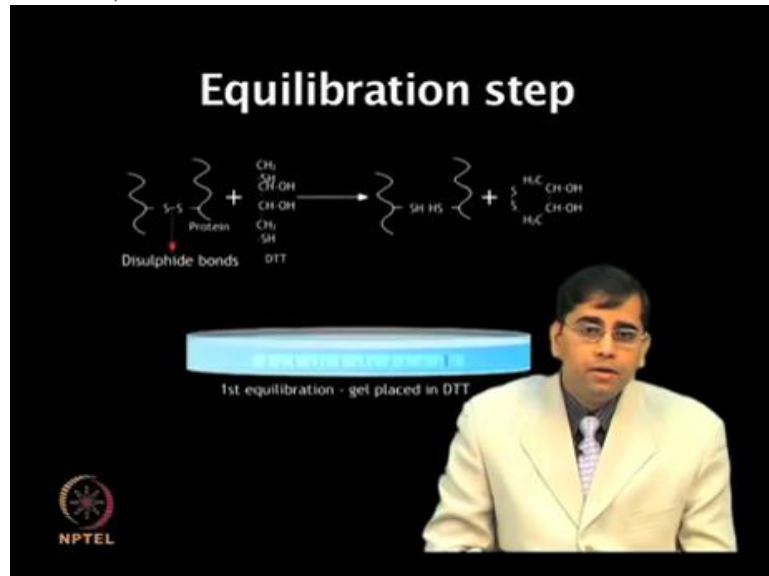 Equilibration step
CH₂
SH
CH-OH
CH-OH
CH₂
SH
S-S
Protein
Disulphide bonds
DTT
SH HS
H₂C
CH-OH
S
S
CH-OH
H₂C
1st equilibration - gel placed in DTT
NPTEL